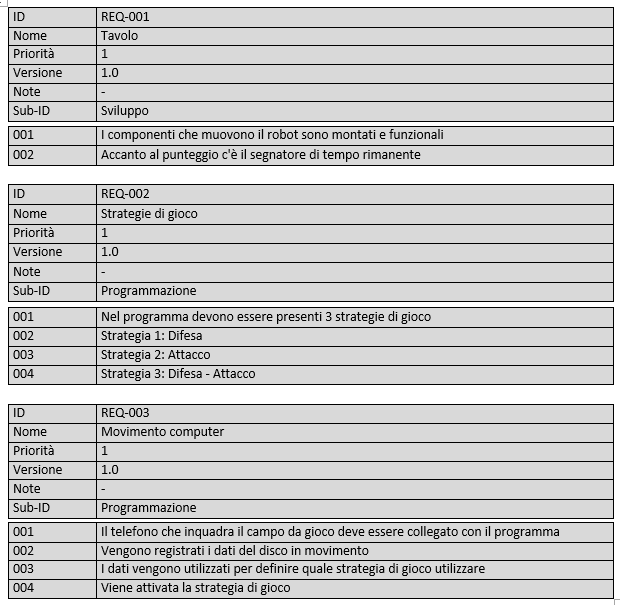 ID REQ-001
Nome Tavolo
Priorità 1
Versione 1.0
Note -
Sub-ID Sviluppo
001 I componenti che muovono il robot sono montati e funzionali
002 Accanto al punteggio c'è il segnatore di tempo rimanente
ID REQ-002
Nome Strategie di gioco
Priorità 1
Versione 1.0
Note -
Sub-ID Programmazione
001 Nel programma devono essere presenti 3 strategie di gioco
002 Strategia 1: Difesa
003 Strategia 2: Attacco
004 Strategia 3: Difesa - Attacco
ID REQ-003
Nome Movimento computer
Priorità 1
Versione 1.0
Note -
Sub-ID Programmazione
001 Il telefono che inquadra il campo da gioco deve essere collegato con il programma
002 Vengono registrati i dati del disco in movimento
003 I dati vengono utilizzati per definire quale strategia di gioco utilizzare
004 Viene attivata la strategia di gioco